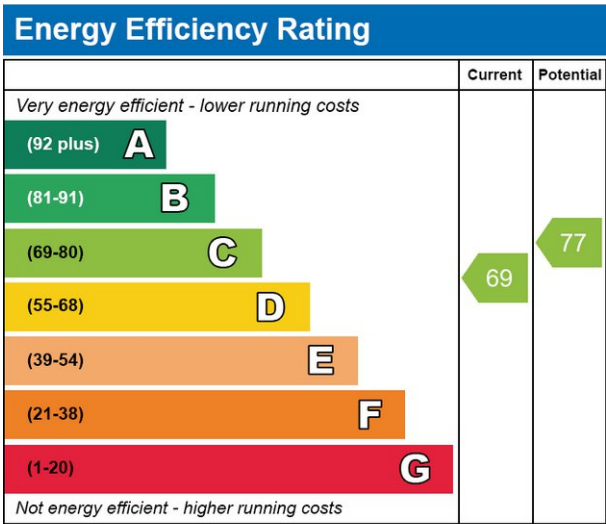 Energy Efficiency Rating
Current Potential
Very energy efficient - lower running costs
(92 plus) A
(81-91) B
(69-80) C
77
69
(55-68) D
(39-54) E
(21-38) F
(1-20) G
Not energy efficient - higher running costs